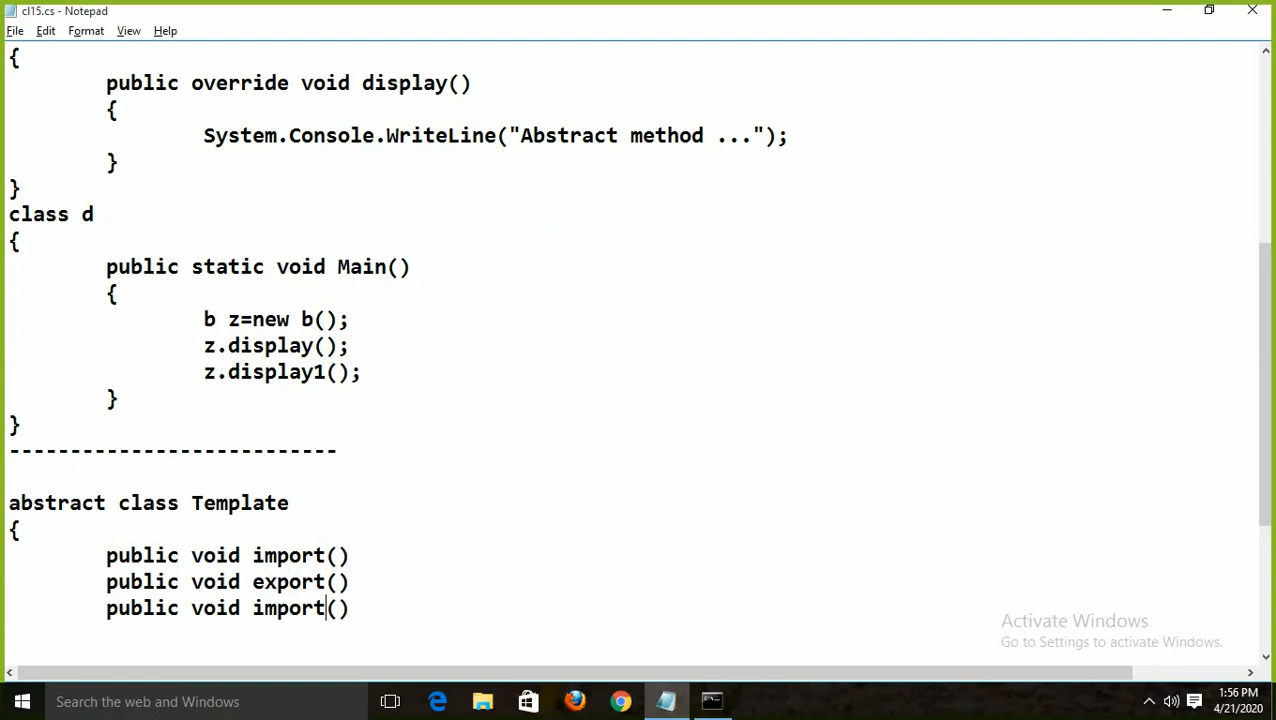 cl15.cs - Notepad
File Edit Format View Help
{
public override void display()
{
System.Console.WriteLine("Abstract method ...");
}
}
class d
{
public static void Main()
{
b z=new b();
z.display();
z.display1();
}
}
---------------------------
abstract class Template
{
public void import()
public void export()
public void import()
Activate Windows
Go to Settings to activate Windows.
Search the web and Windows
1:56 PM
4/21/2020